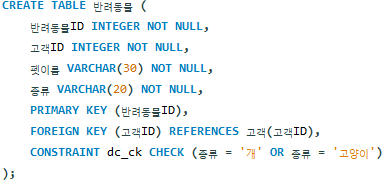 CREATE TABLE 반려동물 (
반려동물ID INTEGER NOT NULL,
고객ID INTEGER NOT NULL,
펫이름 VARCHAR(30) NOT NULL,
종류 VARCHAR(20) NOT NULL,
PRIMARY KEY (반려동물ID),
FOREIGN KEY (고객ID) REFERENCES 고객(고객ID),
CONSTRAINT dc_ck CHECK (종류 = '개' OR 종류 = '고양이')
);